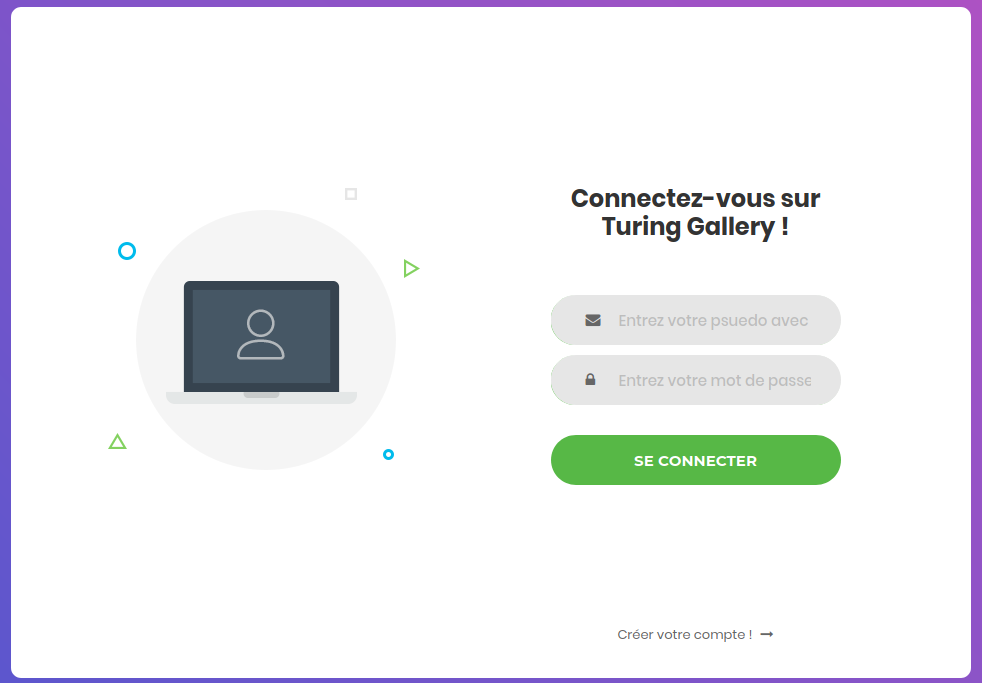 Connectez-vous sur
Turing Gallery !
Entrez votre psuedo avec
Entrez votre mot de passe
SE CONNECTER
Créer votre compte !